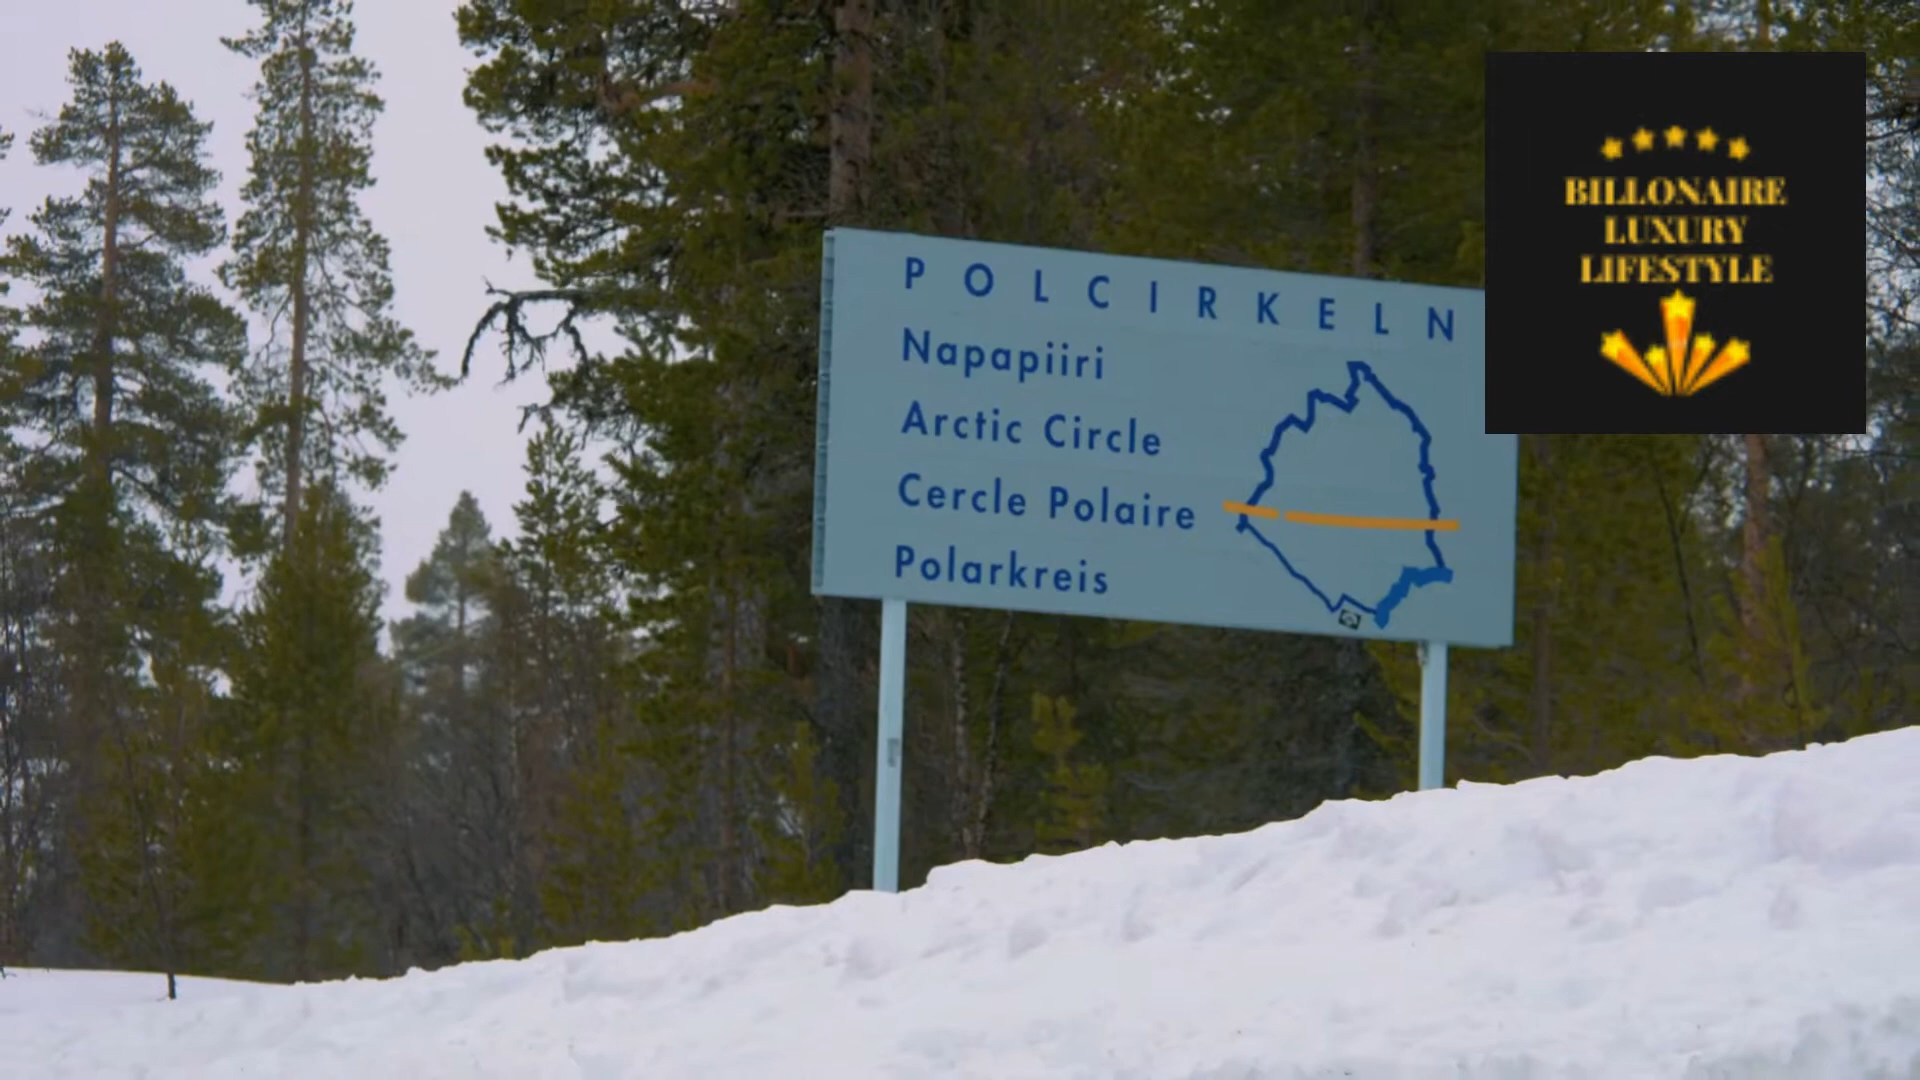 POLCIRKELN
Napapiiri
Arctic Circle
Cercle Polaire
Polarkreis
BILLONAIRE
LUXURY
LIFESTYLE